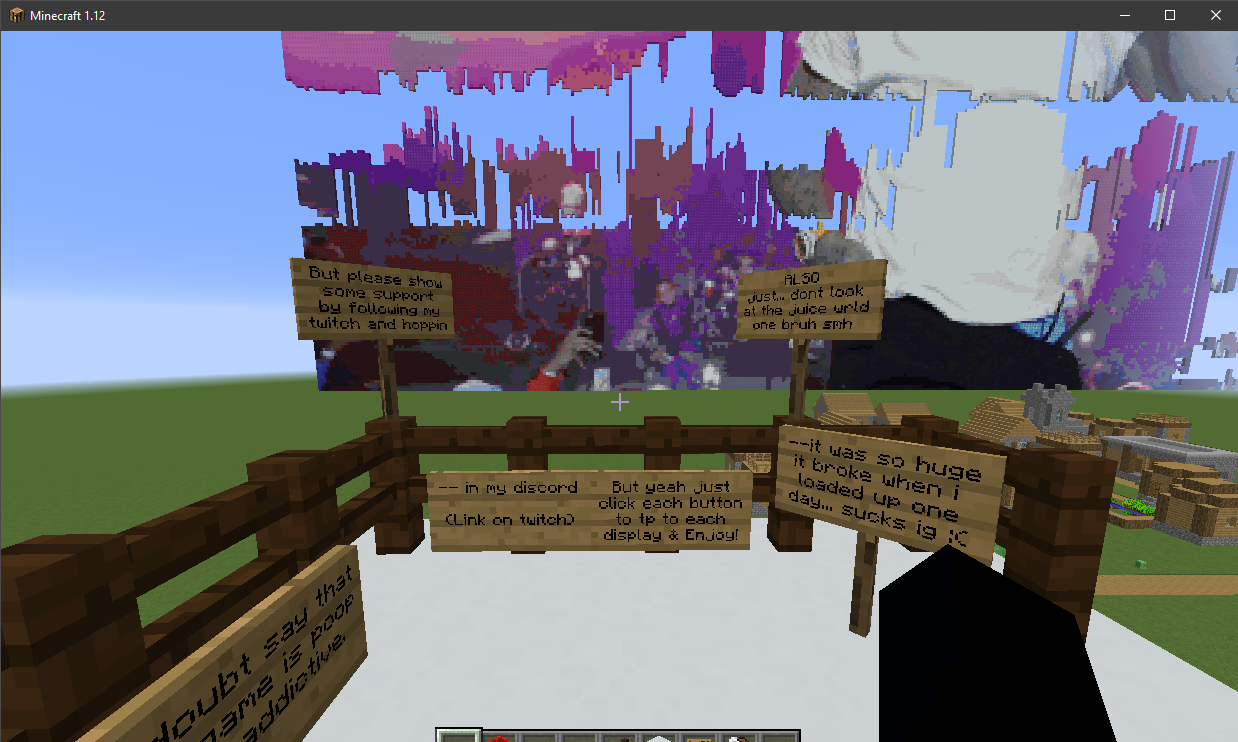 Minecraft 1.12
But please show
some support
by following my
twitch and hoppin
ALSO
just... dont look
at the juice wrld
one bruh smh
-- in my discord
(Link on twitch)
But yeah just
click each button
to tp to each
display & Enjoy!
--it was so huge
it broke when i
loaded up one
day... sucks ig ;C
doubt say that
game is poop
addictive.